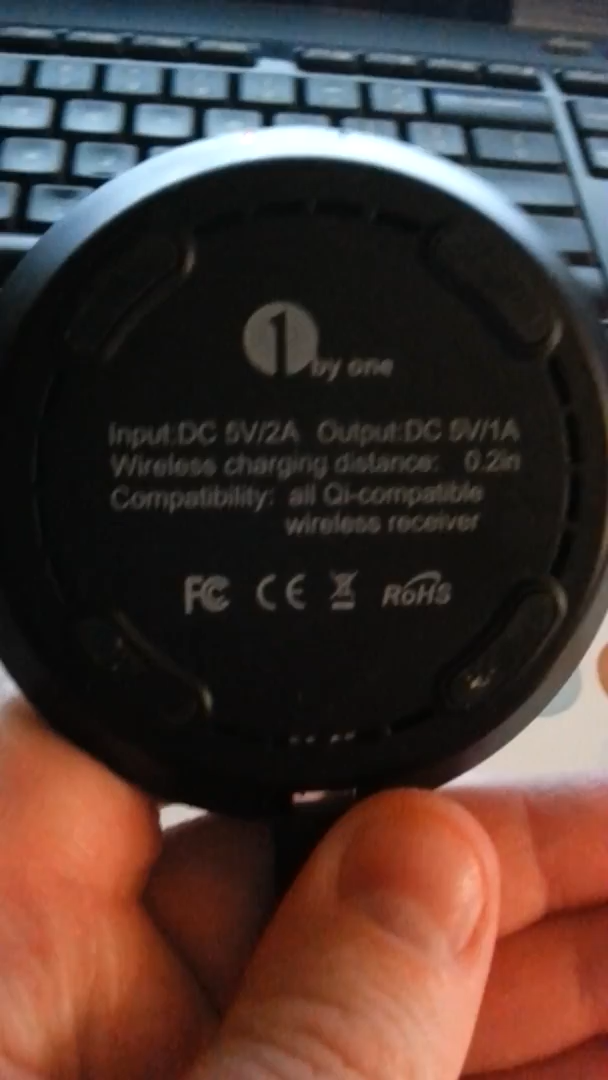 1 by one
Input:DC 5V/2A Output:DC 5V/1A
Wireless charging distance: 0.2in
Compatibility: all Qi-compatible
wireless receiver
FC CE RoHS